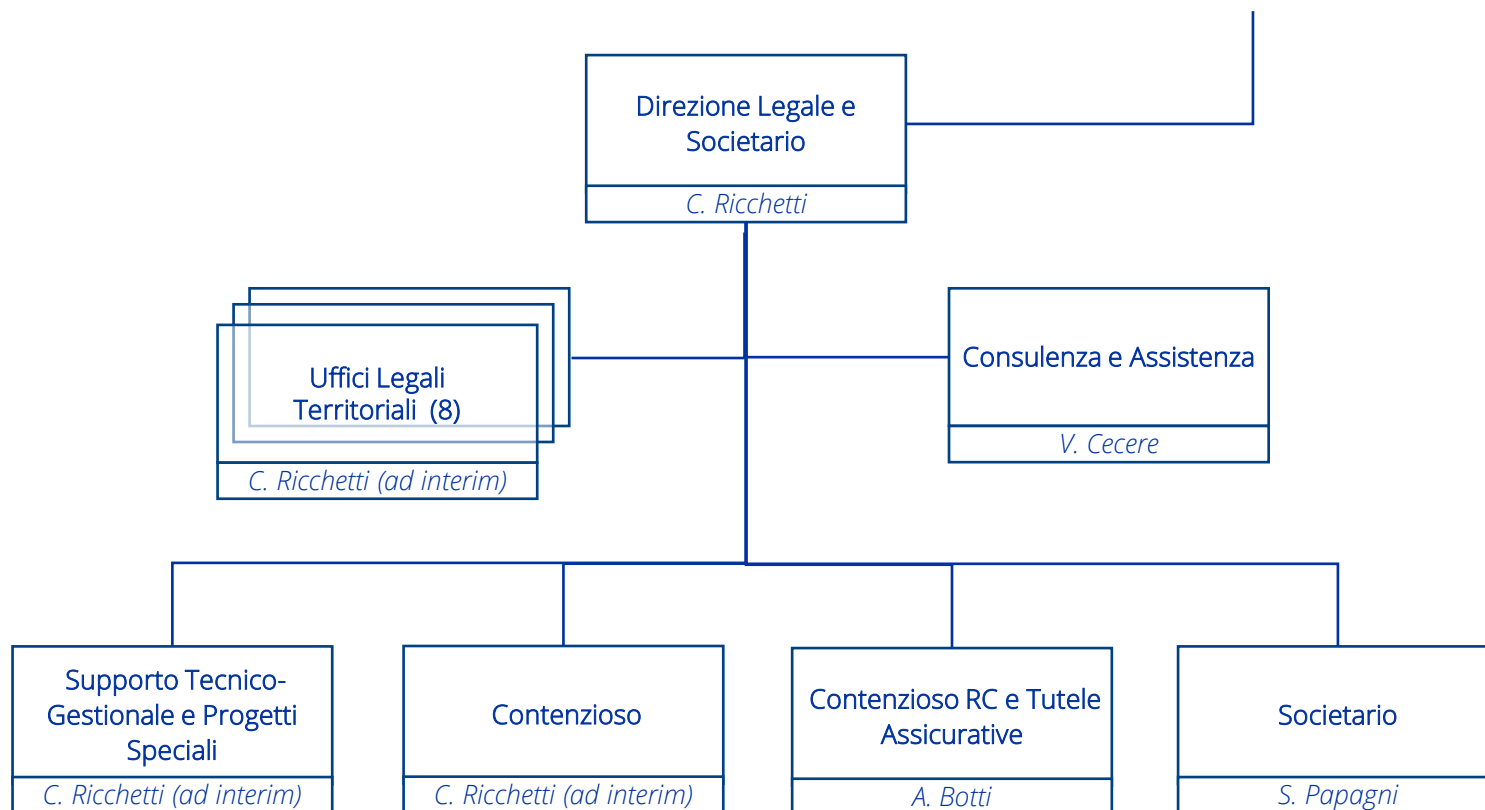 Direzione Legale e
Societario
C. Ricchetti
Uffici Legali
Territoriali (8)
C. Ricchetti (ad interim)
Consulenza e Assistenza
V. Cecere
Supporto Tecnico-
Gestionale e Progetti
Speciali
C. Ricchetti (ad interim)
Contenzioso
C. Ricchetti (ad interim)
Contenzioso RC e Tutele
Assicurative
A. Botti
Societario
S. Papagni